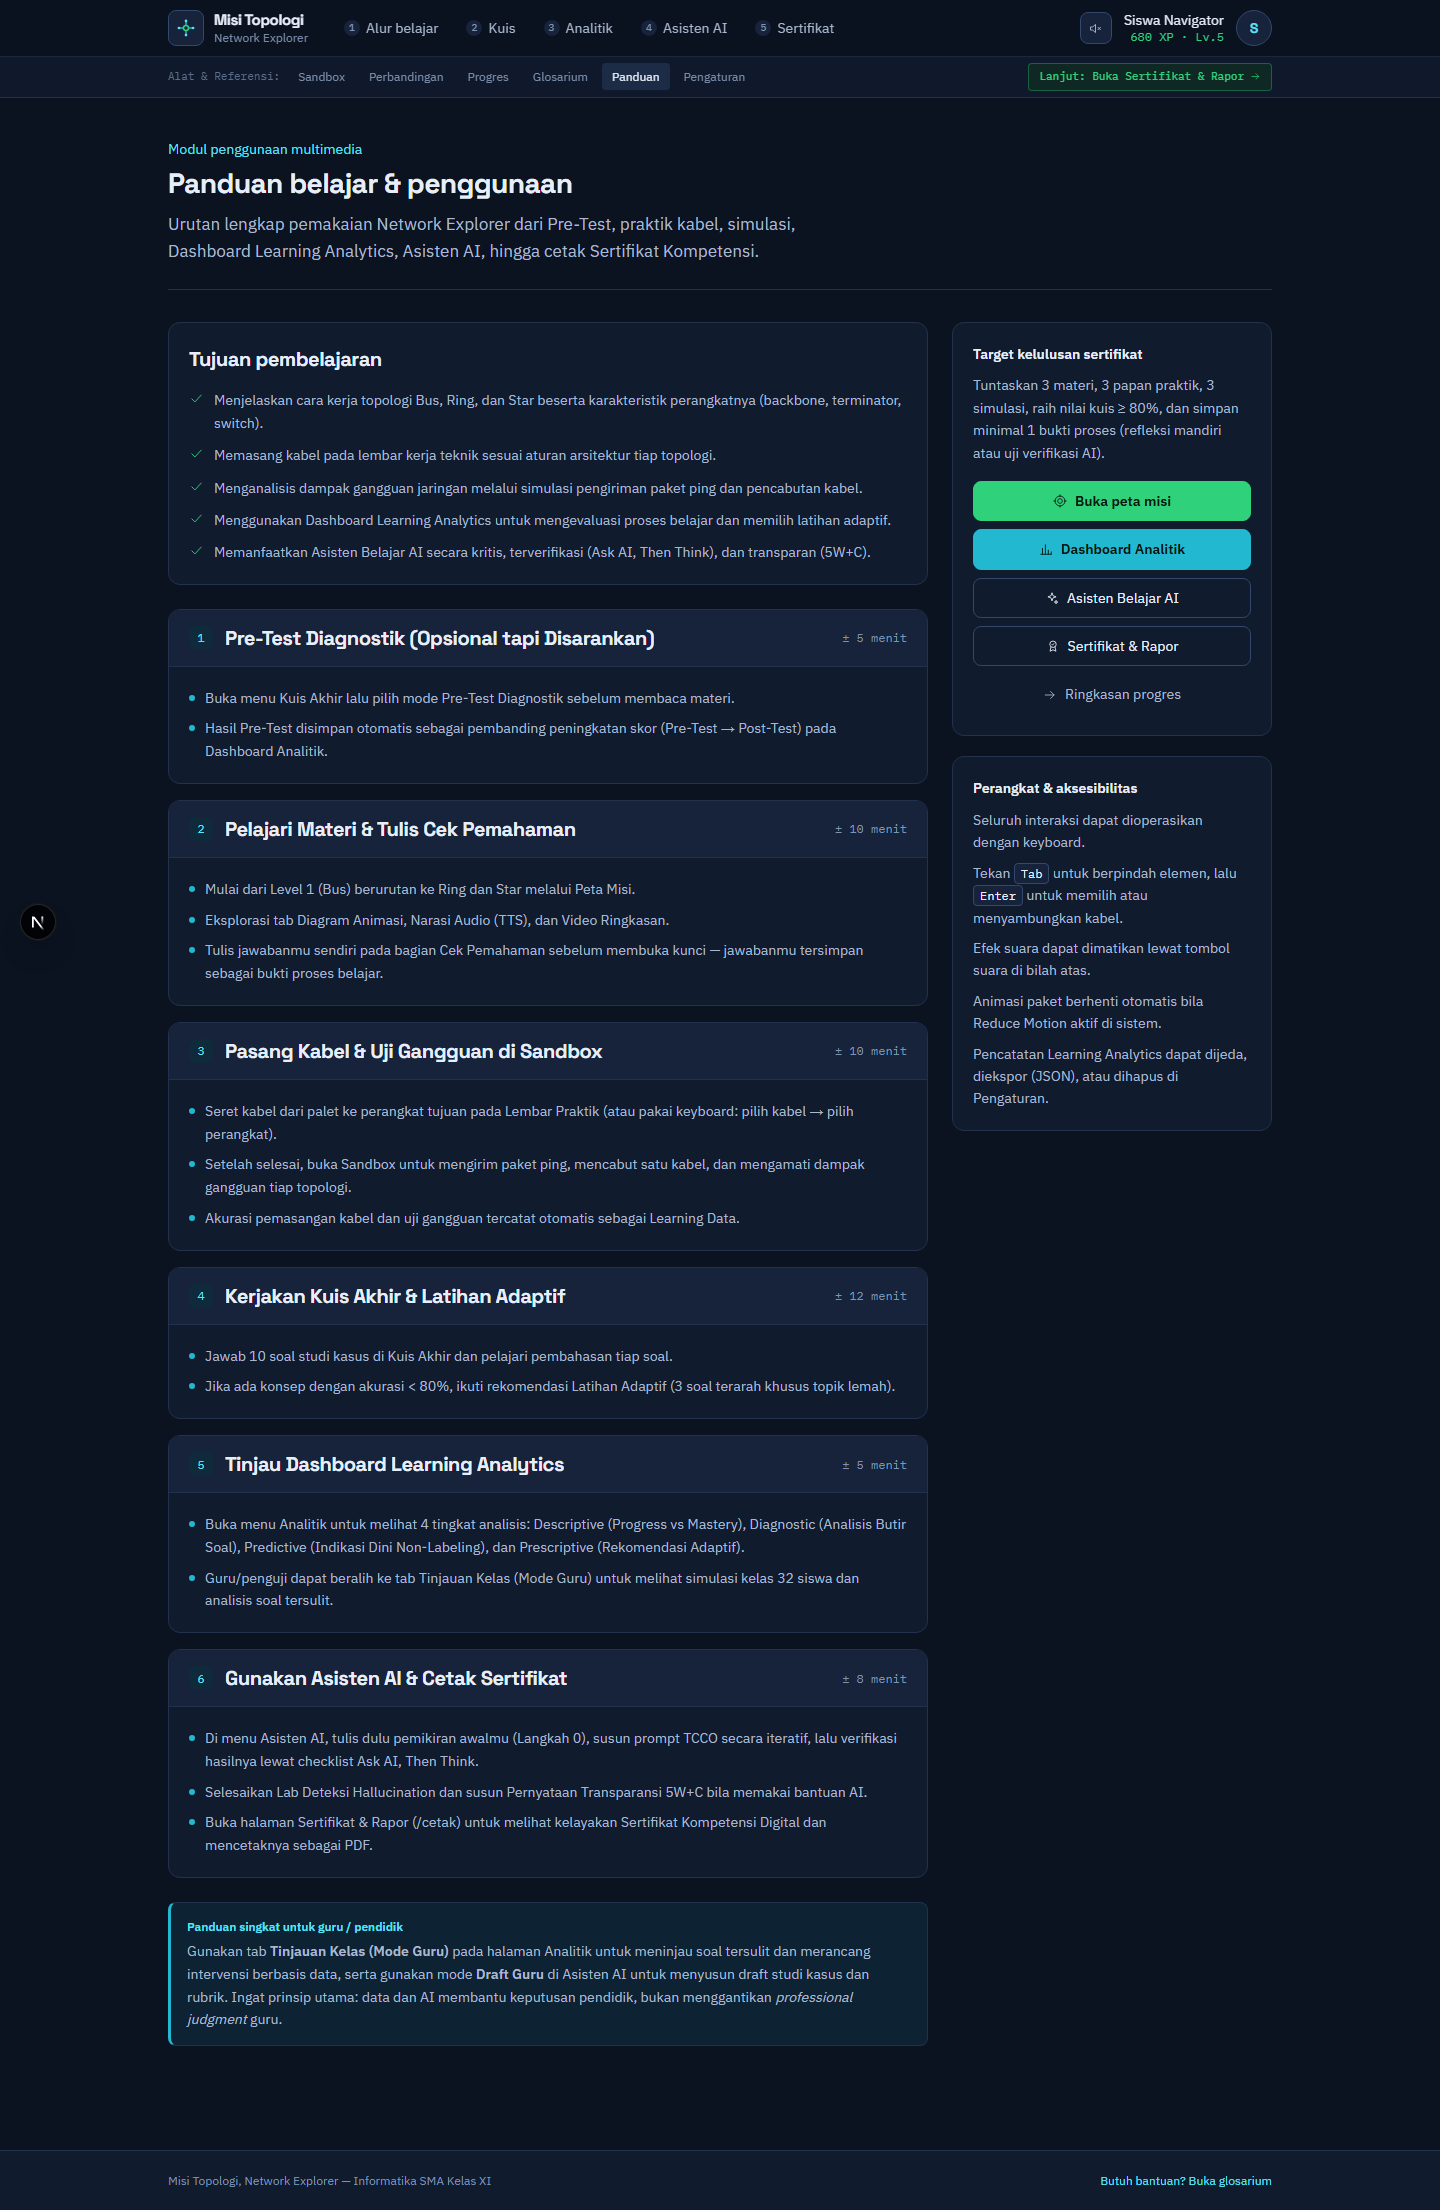 Misi Topologi
Network Explorer
1 Alur belajar
2 Kuis
3 Analitik
4 Asisten AI
5 Sertifikat
Siswa Navigator
680 XP · Lv.5
S
Alat & Referensi:
Sandbox
Perbandingan
Progres
Glosarium
Panduan
Pengaturan
Lanjut: Buka Sertifikat & Rapor →
Modul penggunaan multimedia
Panduan belajar & penggunaan
Urutan lengkap pemakaian Network Explorer dari Pre-Test, praktik kabel, simulasi,
Dashboard Learning Analytics, Asisten AI, hingga cetak Sertifikat Kompetensi.
Tujuan pembelajaran
Menjelaskan cara kerja topologi Bus, Ring, dan Star beserta karakteristik perangkatnya (backbone, terminator,
switch).
Memasang kabel pada lembar kerja teknik sesuai aturan arsitektur tiap topologi.
Menganalisis dampak gangguan jaringan melalui simulasi pengiriman paket ping dan pencabutan kabel.
Menggunakan Dashboard Learning Analytics untuk mengevaluasi proses belajar dan memilih latihan adaptif.
Memanfaatkan Asisten Belajar AI secara kritis, terverifikasi (Ask AI, Then Think), dan transparan (5W+C).
1 Pre-Test Diagnostik (Opsional tapi Disarankan) ± 5 menit
Buka menu Kuis Akhir lalu pilih mode Pre-Test Diagnostik sebelum membaca materi.
Hasil Pre-Test disimpan otomatis sebagai pembanding peningkatan skor (Pre-Test → Post-Test) pada
Dashboard Analitik.
2 Pelajari Materi & Tulis Cek Pemahaman ± 10 menit
Mulai dari Level 1 (Bus) berurutan ke Ring dan Star melalui Peta Misi.
Eksplorasi tab Diagram Animasi, Narasi Audio (TTS), dan Video Ringkasan.
Tulis jawabanmu sendiri pada bagian Cek Pemahaman sebelum membuka kunci — jawabanmu tersimpan
sebagai bukti proses belajar.
3 Pasang Kabel & Uji Gangguan di Sandbox ± 10 menit
Seret kabel dari palet ke perangkat tujuan pada Lembar Praktik (atau pakai keyboard: pilih kabel → pilih
perangkat).
Setelah selesai, buka Sandbox untuk mengirim paket ping, mencabut satu kabel, dan mengamati dampak
gangguan tiap topologi.
Akurasi pemasangan kabel dan uji gangguan tercatat otomatis sebagai Learning Data.
4 Kerjakan Kuis Akhir & Latihan Adaptif ± 12 menit
Jawab 10 soal studi kasus di Kuis Akhir dan pelajari pembahasan tiap soal.
Jika ada konsep dengan akurasi < 80%, ikuti rekomendasi Latihan Adaptif (3 soal terarah khusus topik lemah).
5 Tinjau Dashboard Learning Analytics ± 5 menit
Buka menu Analitik untuk melihat 4 tingkat analisis: Descriptive (Progress vs Mastery), Diagnostic (Analisis Butir
Soal), Predictive (Indikasi Dini Non-Labeling), dan Prescriptive (Rekomendasi Adaptif).
Guru/penguji dapat beralih ke tab Tinjauan Kelas (Mode Guru) untuk melihat simulasi kelas 32 siswa dan
analisis soal tersulit.
6 Gunakan Asisten AI & Cetak Sertifikat ± 8 menit
Di menu Asisten AI, tulis dulu pemikiran awalmu (Langkah 0), susun prompt TCCO secara iteratif, lalu verifikasi
hasilnya lewat checklist Ask AI, Then Think.
Selesaikan Lab Deteksi Hallucination dan susun Pernyataan Transparansi 5W+C bila memakai bantuan AI.
Buka halaman Sertifikat & Rapor (/cetak) untuk melihat kelayakan Sertifikat Kompetensi Digital dan
mencetaknya sebagai PDF.
Panduan singkat untuk guru / pendidik
Gunakan tab Tinjauan Kelas (Mode Guru) pada halaman Analitik untuk meninjau soal tersulit dan merancang
intervensi berbasis data, serta gunakan mode Draft Guru di Asisten AI untuk menyusun draft studi kasus dan
rubrik. Ingat prinsip utama: data dan AI membantu keputusan pendidik, bukan menggantikan professional
judgment guru.
Target kelulusan sertifikat
Tuntaskan 3 materi, 3 papan praktik, 3
simulasi, raih nilai kuis ≥ 80%, dan simpan
minimal 1 bukti proses (refleksi mandiri
atau uji verifikasi AI).
Buka peta misi
Dashboard Analitik
Asisten Belajar AI
Sertifikat & Rapor
→ Ringkasan progres
Perangkat & aksesibilitas
Seluruh interaksi dapat dioperasikan
dengan keyboard.
Tekan Tab untuk berpindah elemen, lalu
Enter untuk memilih atau
menyambungkan kabel.
Efek suara dapat dimatikan lewat tombol
suara di bilah atas.
Animasi paket berhenti otomatis bila
Reduce Motion aktif di sistem.
Pencatatan Learning Analytics dapat dijeda,
diekspor (JSON), atau dihapus di
Pengaturan.
N
Misi Topologi, Network Explorer — Informatika SMA Kelas XI
Butuh bantuan? Buka glosarium